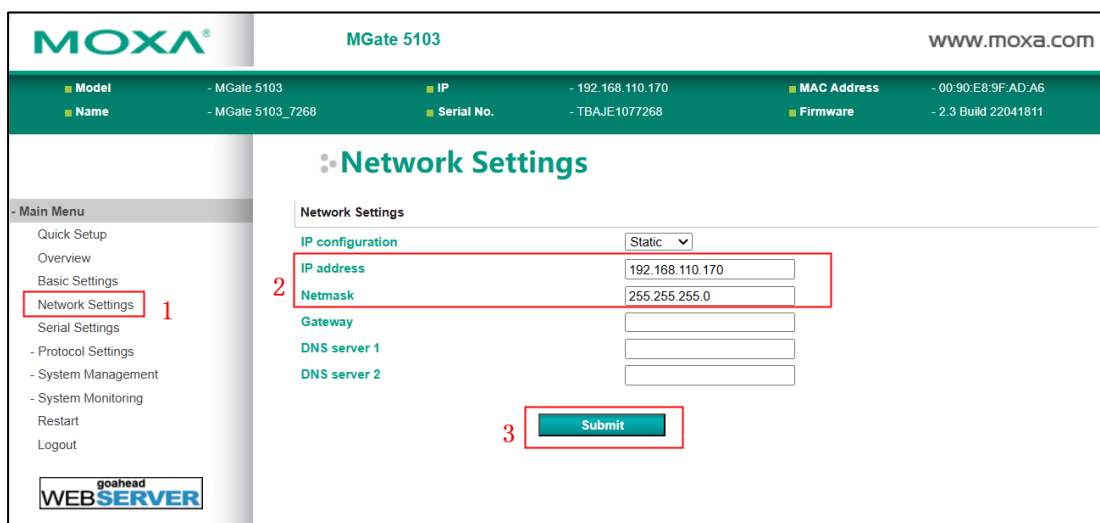 MOXA®
MGate 5103
www.moxa.com
Model - MGate 5103 IP - 192.168.110.170 MAC Address - 00:90:E8:9F:AD:A6
Name - MGate 5103_7268 Serial No. - TBAJE1077268 Firmware - 2.3 Build 22041811
Network Settings
- Main Menu
Quick Setup
Overview
Basic Settings
Network Settings 1
Serial Settings
- Protocol Settings
- System Management
- System Monitoring
Restart
Logout
goahead
WEBSERVER
Network Settings
IP configuration Static
2
IP address 192.168.110.170
Netmask 255.255.255.0
Gateway
DNS server 1
DNS server 2
3 Submit